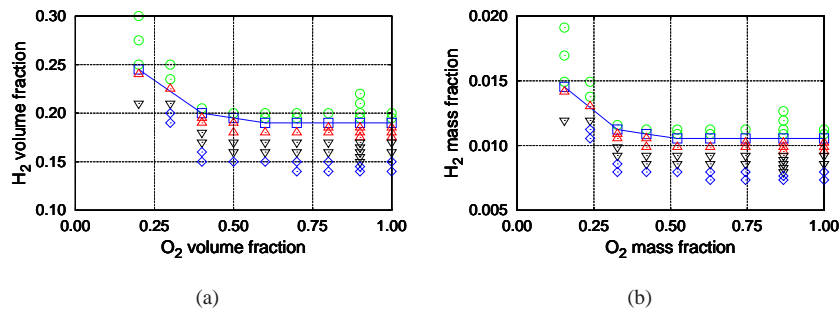 0.30
0.25
0.20
0.15
0.10
H2 volume fraction
0.00 0.25 0.50 0.75 1.00
O2 volume fraction
(a)
0.020
0.015
0.010
0.005
H2 mass fraction
0.00 0.25 0.50 0.75 1.00
O2 mass fraction
(b)